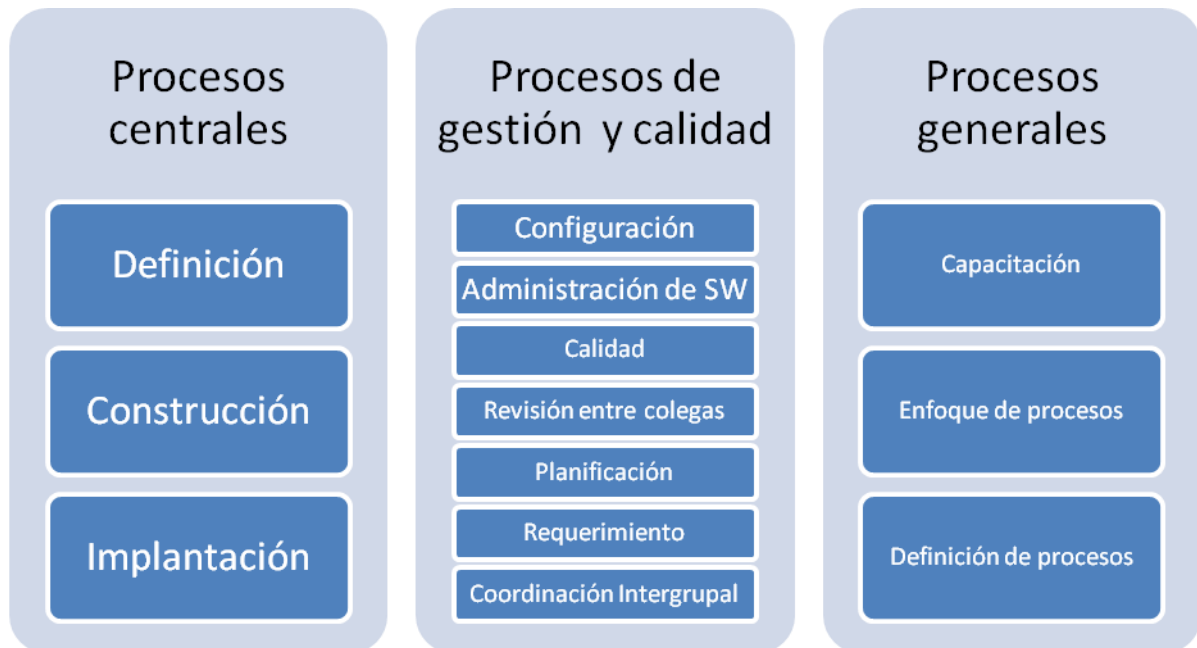 Procesos
centrales
Definición
Construcción
Implantación
Procesos de
gestión y calidad
Configuración
Administración de SW
Calidad
Revisión entre colegas
Planificación
Requerimiento
Coordinación Intergrupal
Procesos
generales
Capacitación
Enfoque de procesos
Definición de procesos